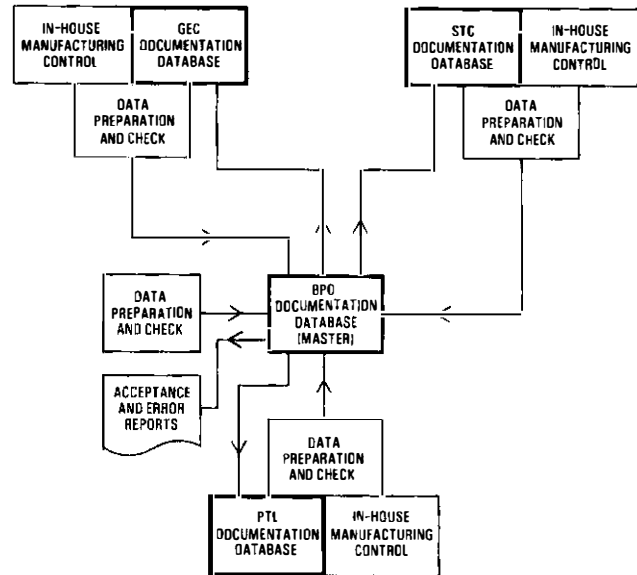 IN-HOUSE
MANUFACTURING
CONTROL
GEC
DOCUMENTATION
DATABASE
DATA
PREPARATION
AND CHECK
STC
DOCUMENTATION
DATABASE
IN-HOUSE
MANUFACTURING
CONTROL
DATA
PREPARATION
AND CHECK
DATA
PREPARATION
AND CHECK
BPO
DOCUMENTATION
DATABASE
(MASTER)
ACCEPTANCE
AND ERROR
REPORTS
DATA
PREPARATION
AND CHECK
PTL
DOCUMENTATION
DATABASE
IN-HOUSE
MANUFACTURING
CONTROL